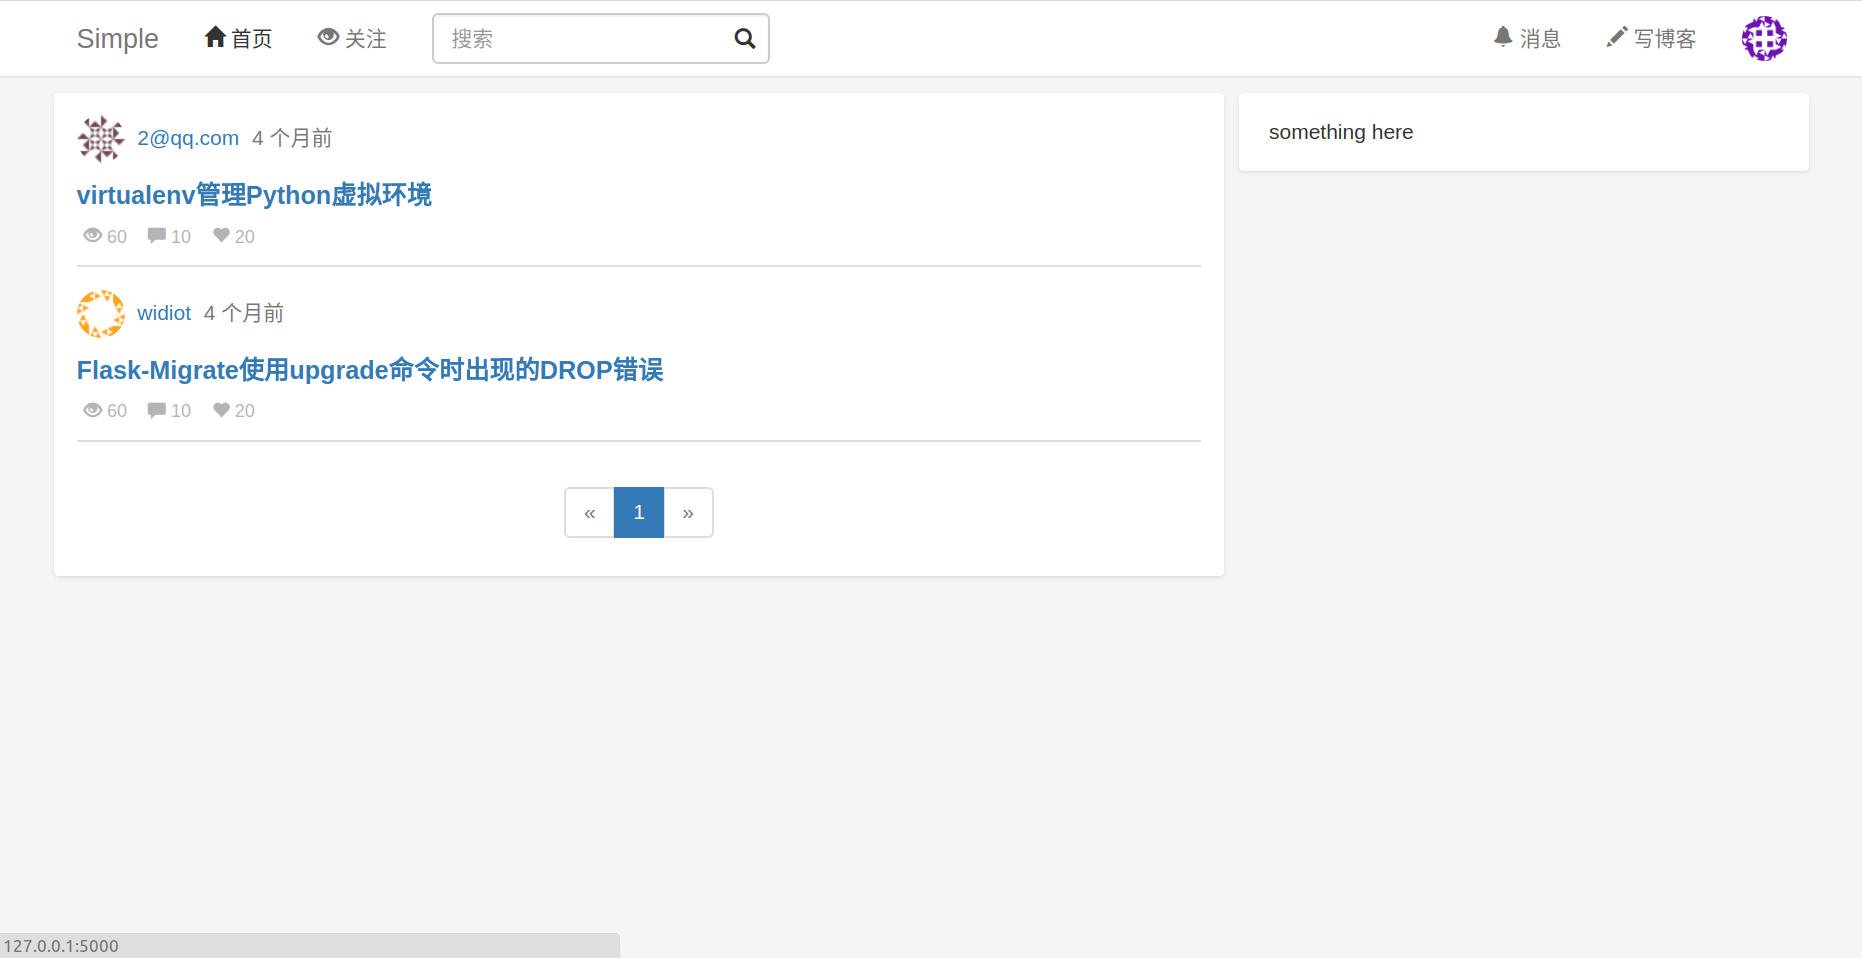 Simple 首页 关注 搜索 消息 写博客
2@qq.com 4 个月前
virtualenv管理Python虚拟环境
60 10 20
widiot 4 个月前
Flask-Migrate使用upgrade命令时出现的DROP错误
60 10 20
« 1 »
something here
127.0.0.1:5000